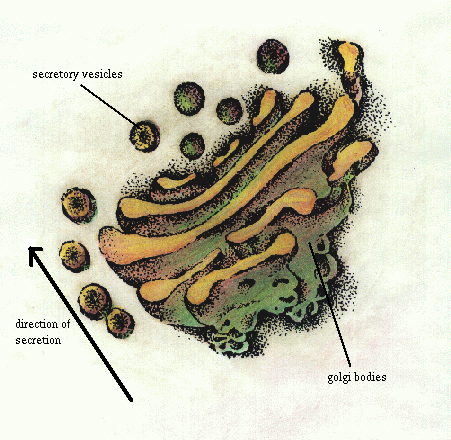 secretory vesicles
direction of
secretion
golgi bodies